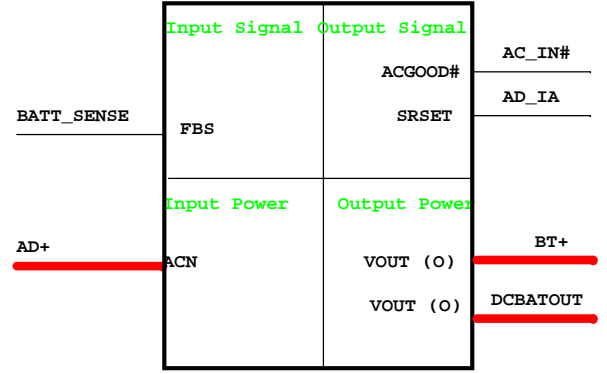 Input Signal Output Signal
AC_IN#
ACGOOD#
AD_IA
BATT_SENSE
SRSET
FBS
Input Power Output Power
AD+
BT+
ACN
VOUT (O)
DCBATOUT
VOUT (O)